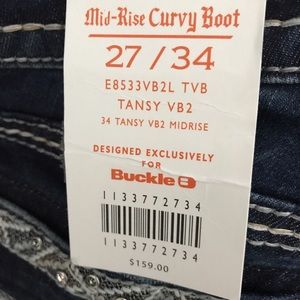 Mid-Rise Curvy Boot
27 / 34
E8533VB2L TVB
TANSY VB2
34 TANSY VB2 MIDRISE
DESIGNED EXCLUSIVELY
FOR
Buckle B
1133772734
1133772734
$159.00